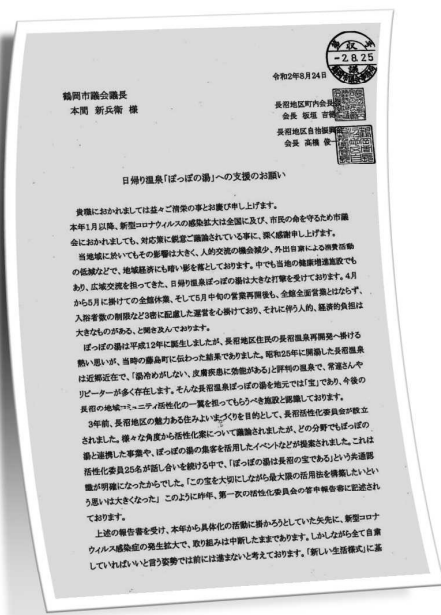 収受
-2.8.25
令和2年8月24日
鶴岡市議会議長
本間 新兵衛 様
長沼地区町内会長会
会長 板垣
長沼地区自治振興会
会長 高橋 俊一
日帰り温泉「ぽっぽの湯」への支援のお願い
貴職におかれましては益々ご清栄の事とお慶び申し上げます。
本年1月以降、新型コロナウィルスの感染拡大は全国に及び、市民の命を守るため市議
会におかれましても、対応策に鋭意ご議論されている事に、深く感謝申し上げます。
当地域に於いてもその影響は大きく、人的交流の機会減少、外出自粛による消費活動
の低減などで、地域経済にも暗い影を落としております。中でも当地の健康増進施設でも
あり、広域交流を担ってきた、日帰り温泉ぽっぽの湯は大きな打撃を受けております。4月
から5月に掛けての全館休業、そして5月中旬の営業再開後も、全館全面営業とはならず、
入浴者数の制限など3密に配慮した運営を心掛けており、それに伴う人的、経済的負担は
大きなものがある、と聞き及んでおります。
ぽっぽの湯は平成12年に誕生しましたが、長沼地区住民の長沼温泉再開発へ掛ける
熱い思いが、当時の藤島町に伝わった結果でありました。昭和25年に開湯した長沼温泉
は近郷近在で、「湯冷めがしない、皮膚疾患に効能がある」と評判の温泉で、常連さんや
リピーターが多く存在します。そんな長沼温泉ぽっぽの湯を地元では「宝」であり、今後の
長沼の地域コミュニティ活性化の一翼を担ってもらうべき施設と認識しております。
3年前、長沼地区の魅力ある住みよいまちづくりを目的として、長沼活性化委員会が設立
されました。様々な角度から活性化案について議論されましたが、どの分野でもぽっぽの
湯と連携した事業や、ぽっぽの湯の集客を活用したイベントなどが提案されました。これは
活性化委員25名が話し合いを続ける中で、「ぽっぽの湯は長沼の宝である」という共通認
識が明確になったからでした。「この宝を大切にしながら最大限の活用法を構築したいとい
う思いは大きくなった」 このように昨年、第一次の活性化委員会の答申報告書に記述され
ております。
上述の報告書を受け、本年から具体化の活動に掛かろうとしていた矢先に、新型コロナ
ウィルス感染症の発生拡大で、取り組みは中断したままであります。しかしながら全て自粛
していればいいと言う姿勢では前には進まないと考えております。「新しい生活様式」に基